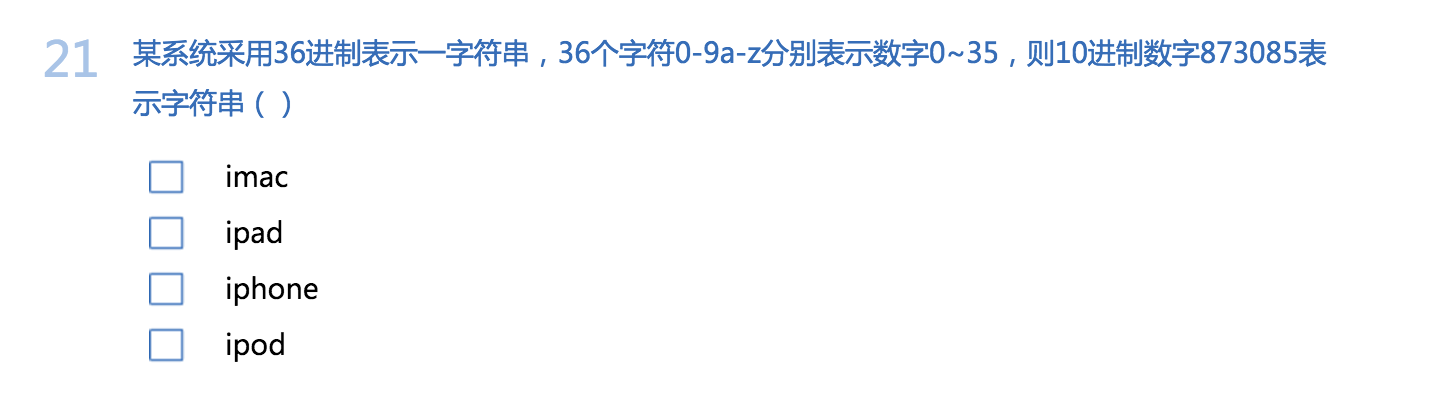 21
某系统采用36进制表示一字符串，36个字符0-9a-z分别表示数字0~35，则10进制数字873085表
示字符串（ ）
imac
ipad
iphone
ipod